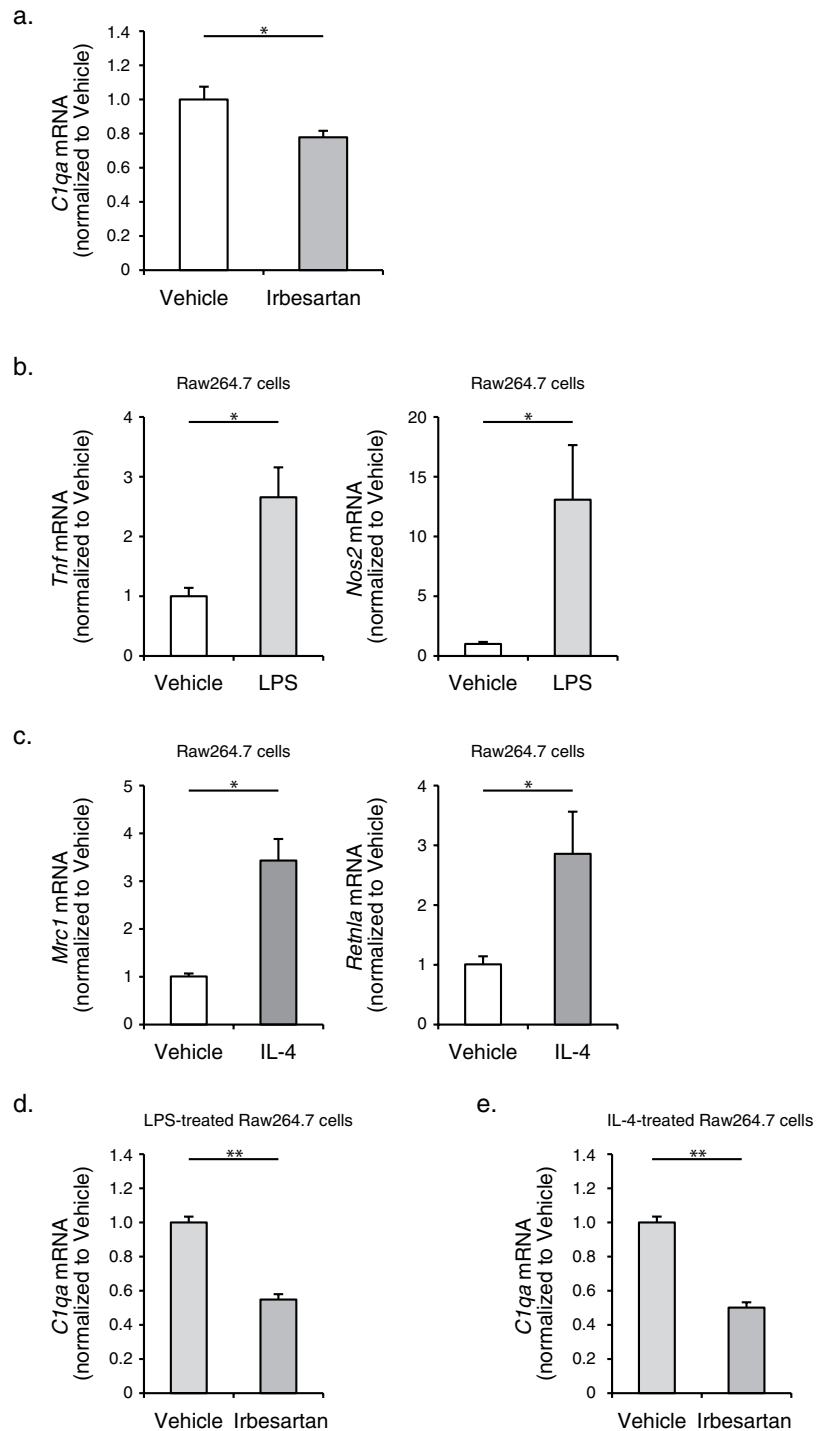 a.
C1qa mRNA
(normalized to Vehicle)
1.4
1.2
1.0
0.8
0.6
0.4
0.2
0
*
Vehicle Irbesartan
b.
Raw264.7 cells
Tnf mRNA
(normalized to Vehicle)
4
3
2
1
0
*
Vehicle LPS
Raw264.7 cells
Nos2 mRNA
(normalized to Vehicle)
20
15
10
5
0
*
Vehicle LPS
c.
Raw264.7 cells
Mrc1 mRNA
(normalized to Vehicle)
5
4
3
2
1
0
*
Vehicle IL-4
Raw264.7 cells
Retnla mRNA
(normalized to Vehicle)
4
3
2
1
0
*
Vehicle IL-4
d.
LPS-treated Raw264.7 cells
C1qa mRNA
(normalized to Vehicle)
1.4
1.2
1.0
0.8
0.6
0.4
0.2
0
**
Vehicle Irbesartan
e.
IL-4-treated Raw264.7 cells
C1qa mRNA
(normalized to Vehicle)
1.4
1.2
1.0
0.8
0.6
0.4
0.2
0
**
Vehicle Irbesartan